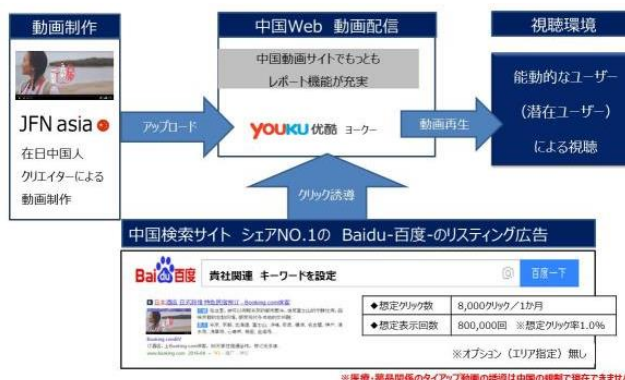 動画制作
JFN asia
在日中国人
クリエイターによる
動画制作
アップロード
中国Web 動画配信
中国動画サイトでもっとも
レポート機能が充実
YOUKU 优酷 ヨークー
動画再生
視聴環境
能動的なユーザー
(潜在ユーザー)
による視聴
クリック誘導
中国検索サイト シェアNO.1の Baidu-百度-のリスティング広告
Bai百度 貴社関連 キーワードを設定 百度一下
◆想定クリック数 8,000クリック/1か月
◆想定表示回数 800,000回 ※想定クリック率1.0%
※オプション(エリア指定)無し